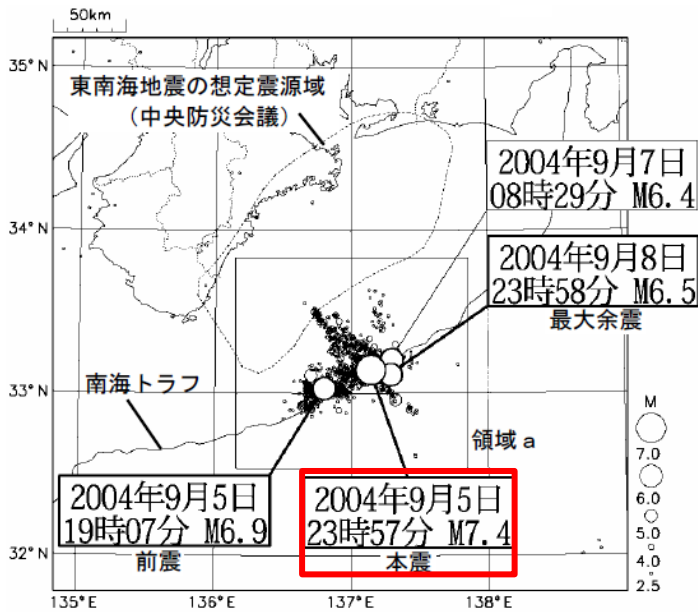 50km
35°N
東南海地震の想定震源域
（中央防災会議）
2004年9月7日
08時29分 M6.4
34°N
2004年9月8日
23時58分 M6.5
最大余震
南海トラフ
33°N
領域a
M
7.0
6.0
5.0
4.0
2.5
2004年9月5日
19時07分 M6.9
前震
2004年9月5日
23時57分 M7.4
本震
32°N
135°E
136°E
137°E
138°E